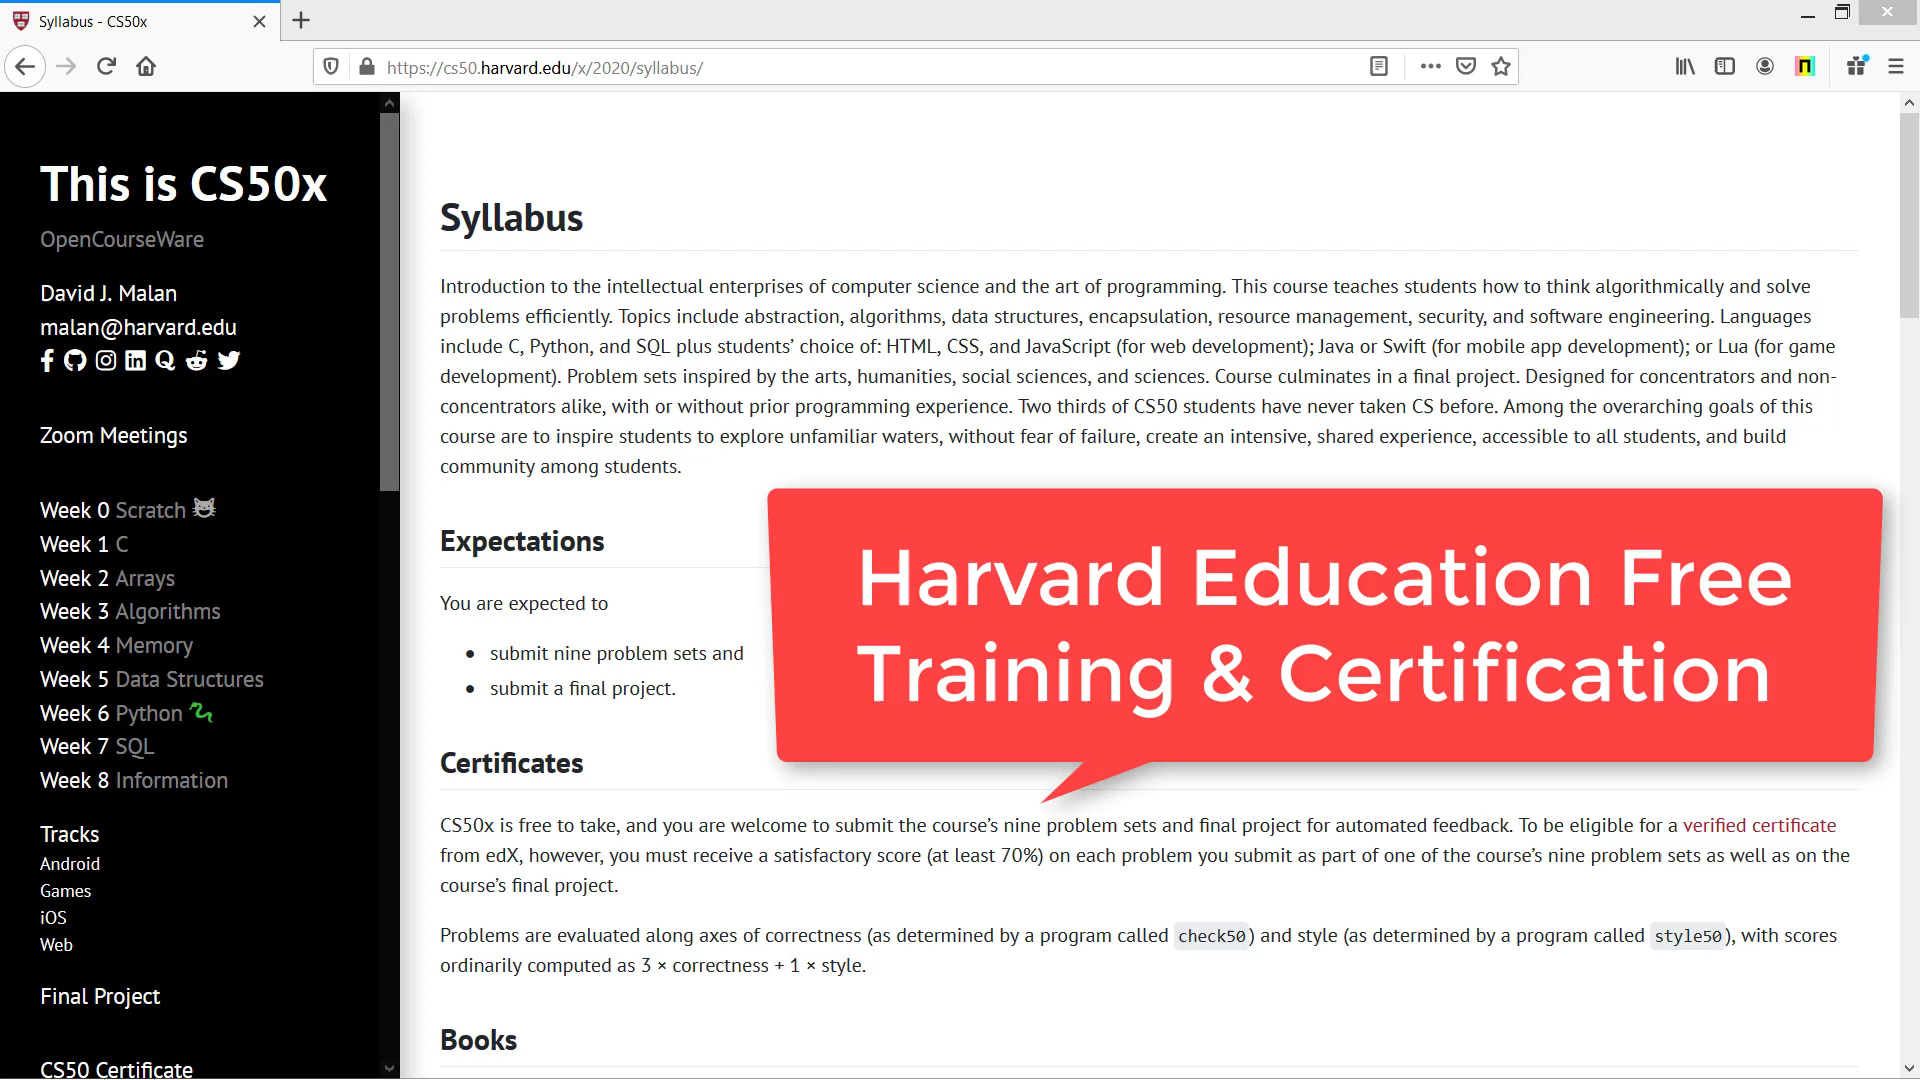 Syllabus - CS50x
https://cs50.harvard.edu/x/2020/syllabus/
This is CS50x
OpenCourseWare
David J. Malan
malan@harvard.edu
Zoom Meetings
Week 0 Scratch
Week 1 C
Week 2 Arrays
Week 3 Algorithms
Week 4 Memory
Week 5 Data Structures
Week 6 Python
Week 7 SQL
Week 8 Information
Tracks
Android
Games
iOS
Web
Final Project
CS50 Certificate
Syllabus
Introduction to the intellectual enterprises of computer science and the art of programming. This course teaches students how to think algorithmically and solve
problems efficiently. Topics include abstraction, algorithms, data structures, encapsulation, resource management, security, and software engineering. Languages
include C, Python, and SQL plus students’ choice of: HTML, CSS, and JavaScript (for web development); Java or Swift (for mobile app development); or Lua (for game
development). Problem sets inspired by the arts, humanities, social sciences, and sciences. Course culminates in a final project. Designed for concentrators and non-
concentrators alike, with or without prior programming experience. Two thirds of CS50 students have never taken CS before. Among the overarching goals of this
course are to inspire students to explore unfamiliar waters, without fear of failure, create an intensive, shared experience, accessible to all students, and build
community among students.
Expectations
You are expected to
submit nine problem sets and
submit a final project.
Harvard Education Free
Training & Certification
Certificates
CS50x is free to take, and you are welcome to submit the course’s nine problem sets and final project for automated feedback. To be eligible for a verified certificate
from edX, however, you must receive a satisfactory score (at least 70%) on each problem you submit as part of one of the course’s nine problem sets as well as on the
course’s final project.
Problems are evaluated along axes of correctness (as determined by a program called check50) and style (as determined by a program called style50), with scores
ordinarily computed as 3 × correctness + 1 × style.
Books